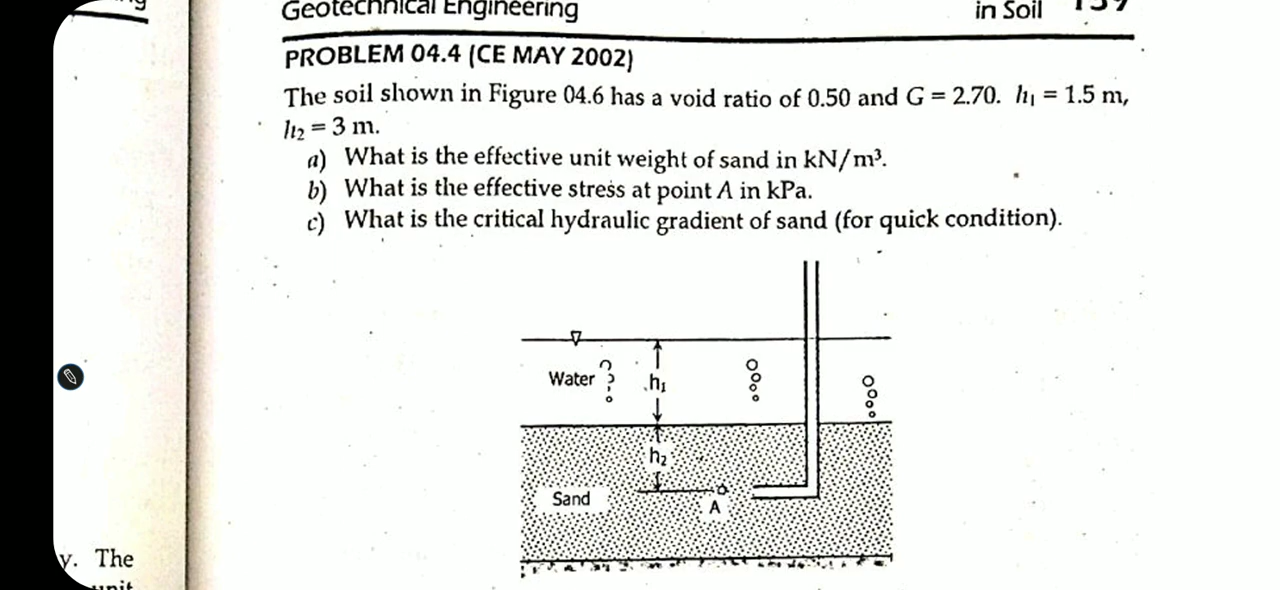 Geotechnical Engineering in Soil
PROBLEM 04.4 (CE MAY 2002)
The soil shown in Figure 04.6 has a void ratio of 0.50 and G = 2.70. h₁ = 1.5 m,
h₂ = 3 m.
a) What is the effective unit weight of sand in kN/m³.
b) What is the effective stress at point A in kPa.
c) What is the critical hydraulic gradient of sand (for quick condition).
Water h₁
h₂
Sand
A
y. The